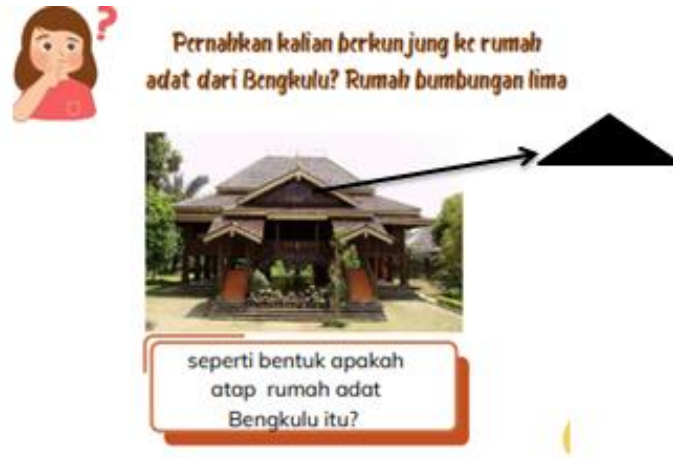 Pernahkan kalian berkunjung ke rumah
adat dari Bengkulu? Rumah bumbungan lima
?
seperti bentuk apakah
atap rumah adat
Bengkulu itu?